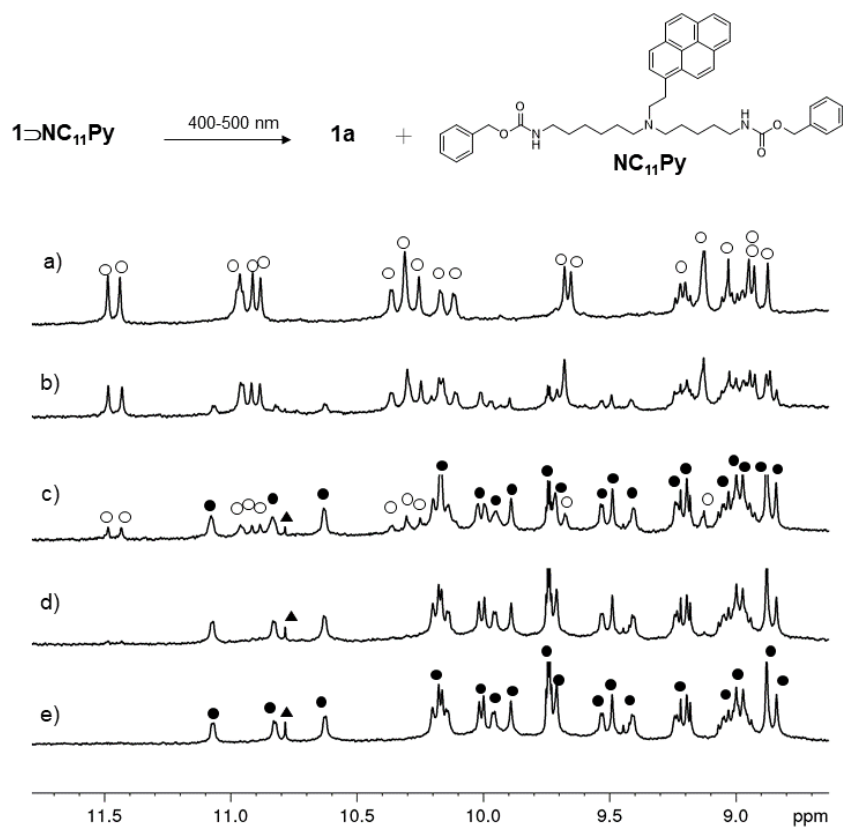 400-500 nm
1⊃NC₁₁Py 1a + NC₁₁Py
O O N H N H N O O
a)
b)
c)
d)
e)
11.5 11.0 10.5 10.0 9.5 9.0 ppm